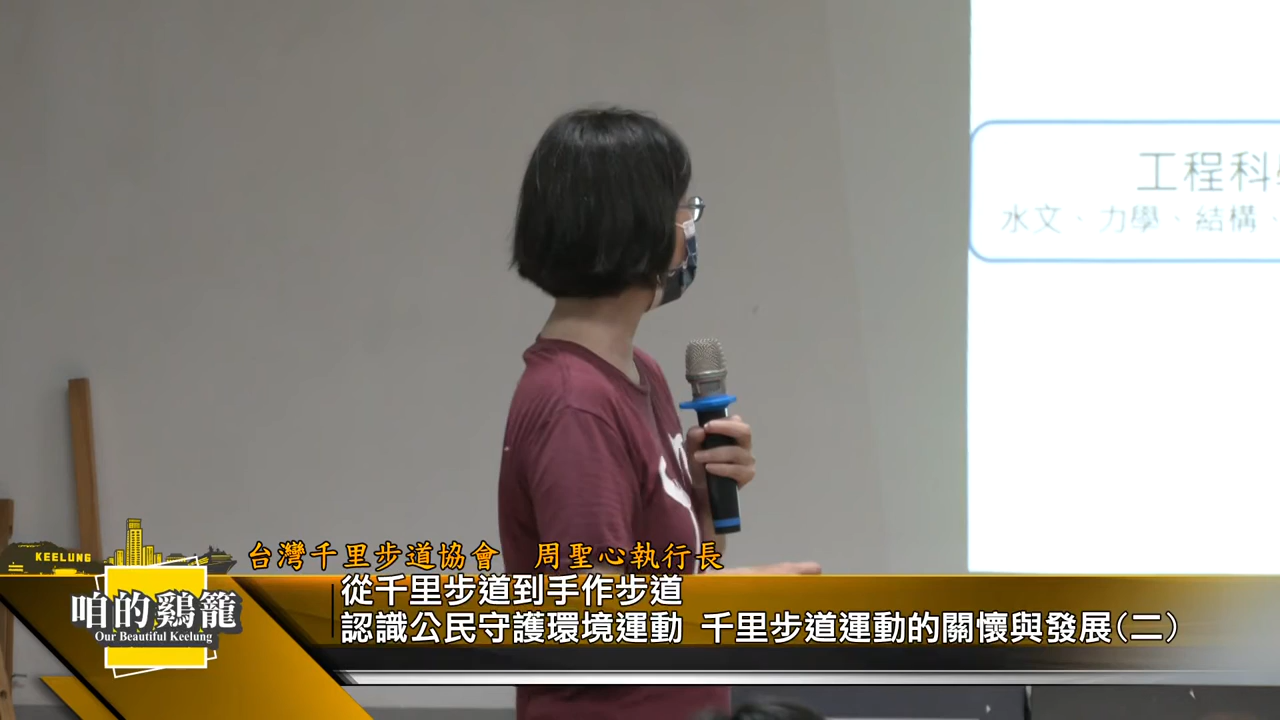 工程科
水文、力學、結構、
KEELUNG
台灣千里步道協會　周聖心執行長
咱的鷄籠
Our Beautiful Keelung
從千里步道到手作步道
認識公民守護環境運動 千里步道運動的關懷與發展(二)